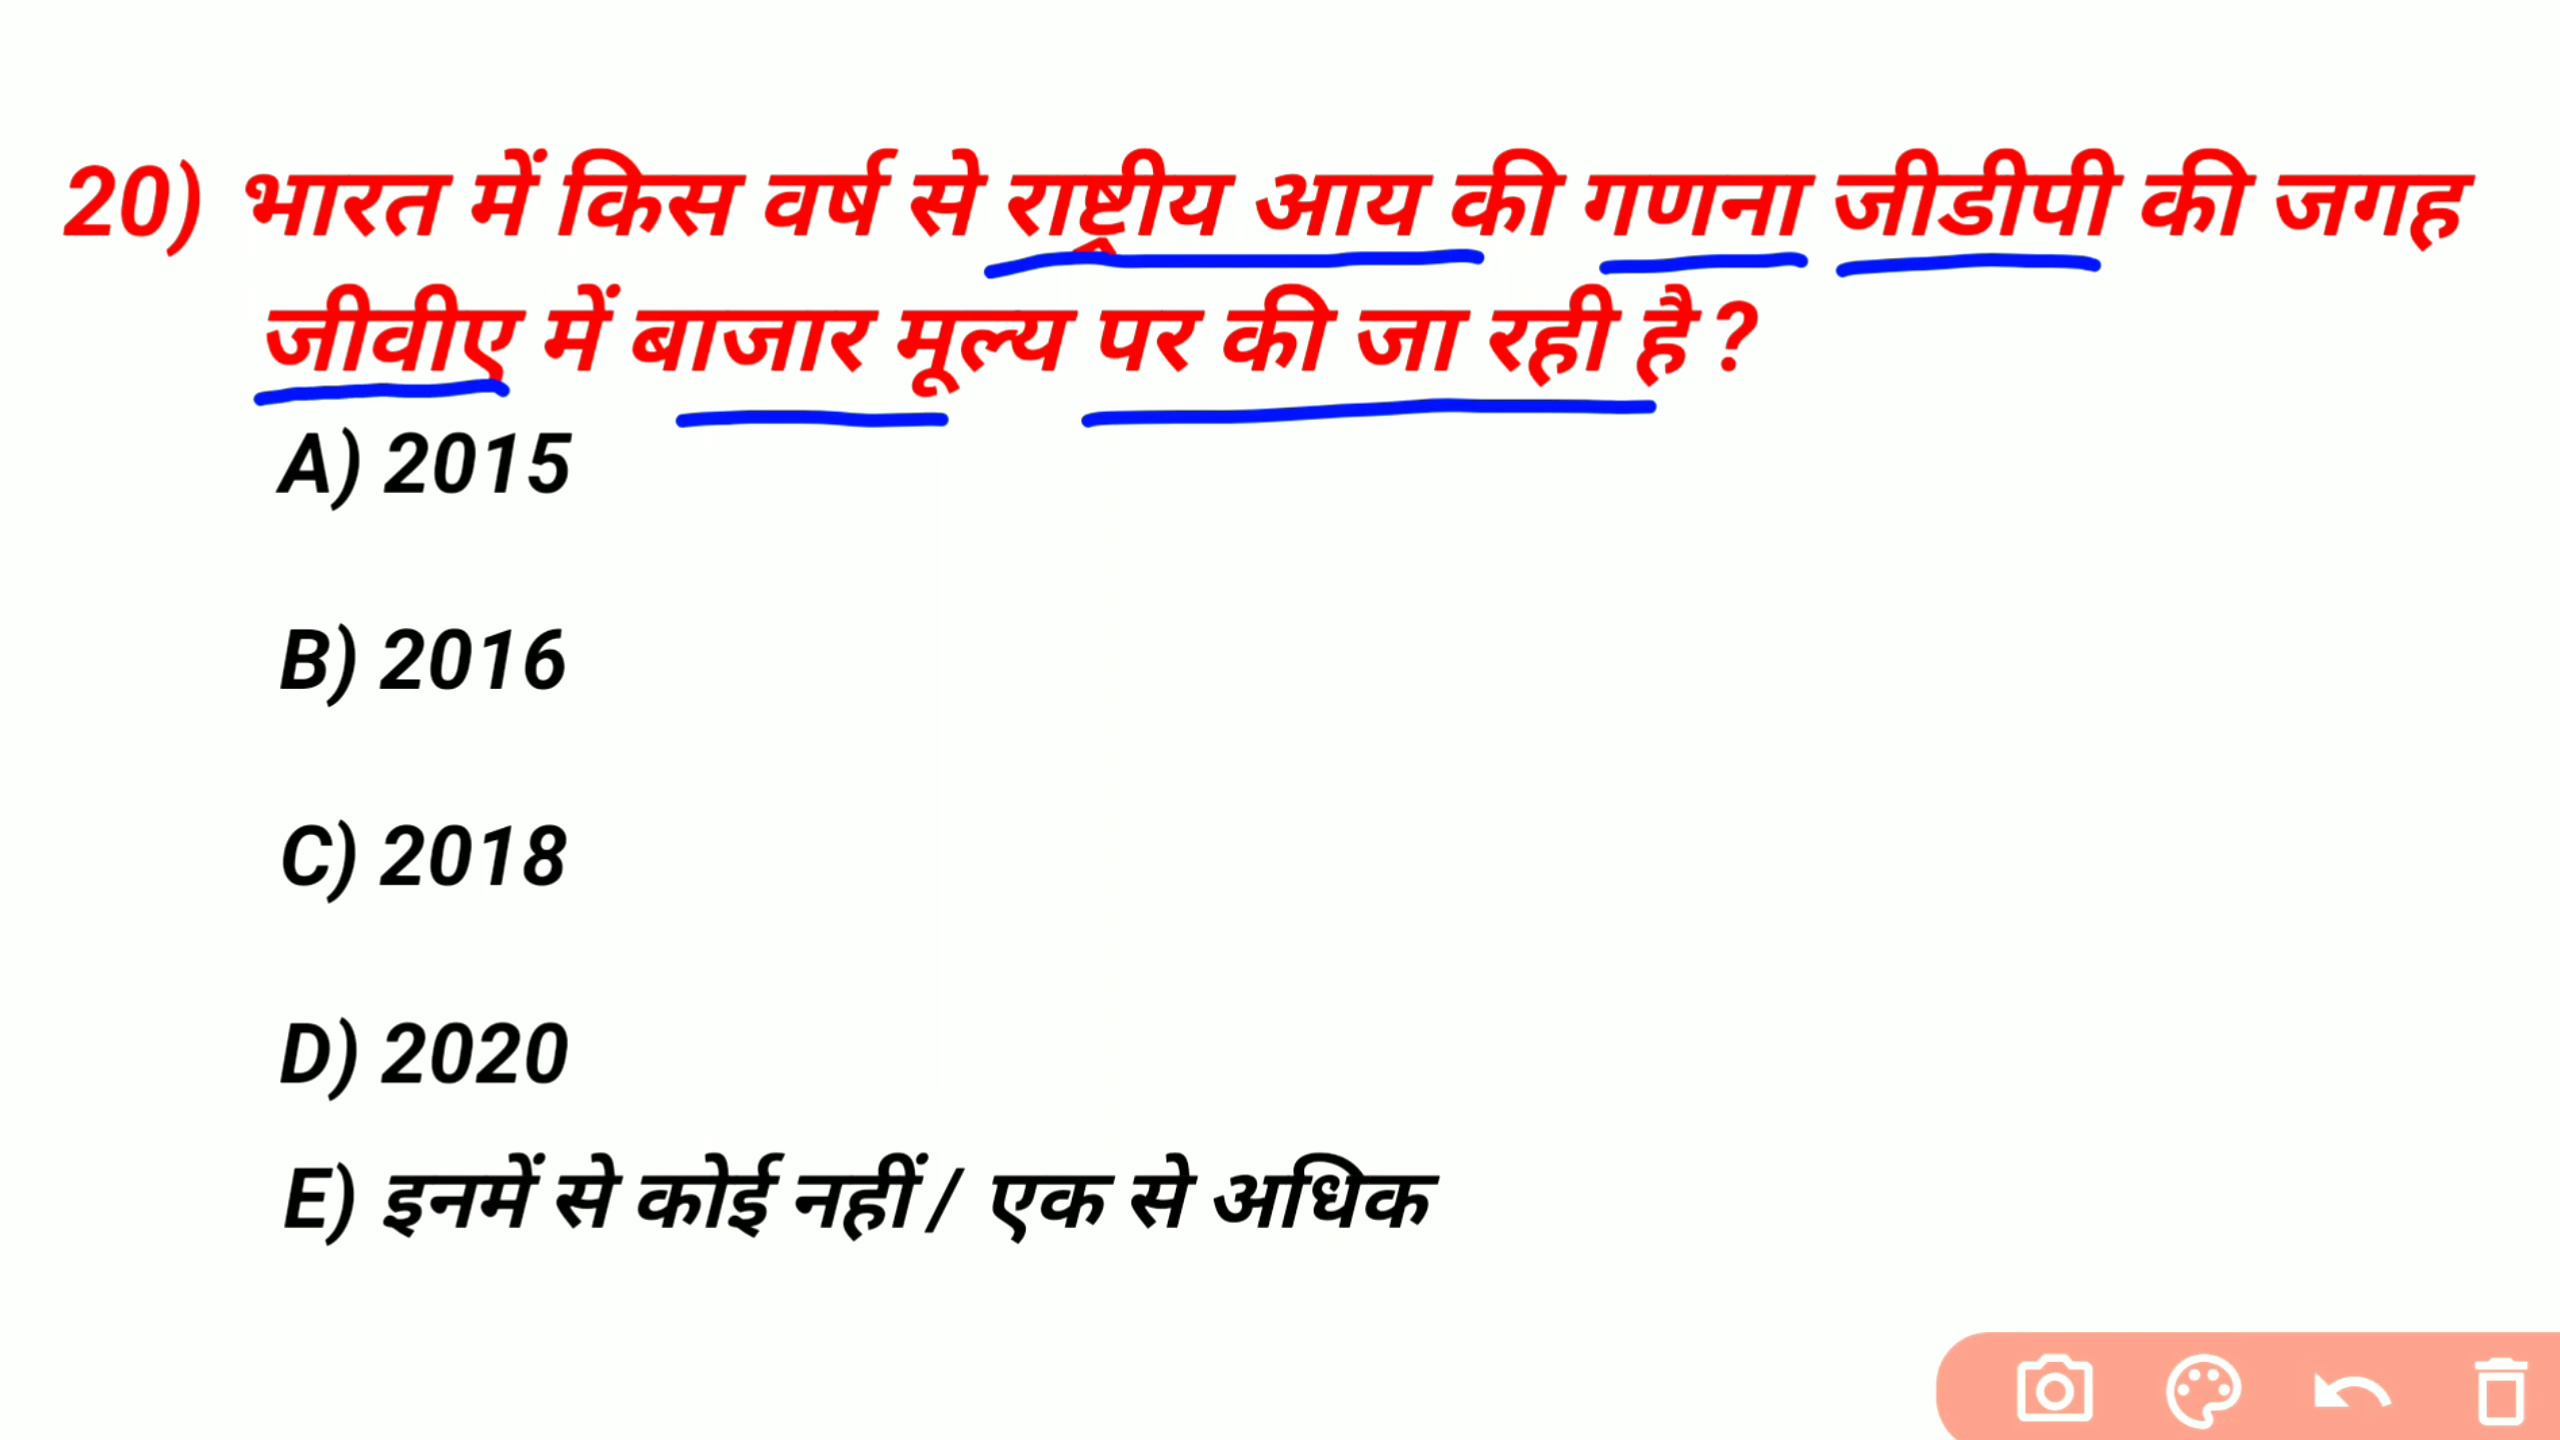 20) भारत में किस वर्ष से राष्ट्रीय आय की गणना जीडीपी की जगह
जीवीए में बाजार मूल्य पर की जा रही है ?
A) 2015
B) 2016
C) 2018
D) 2020
E) इनमें से कोई नहीं / एक से अधिक